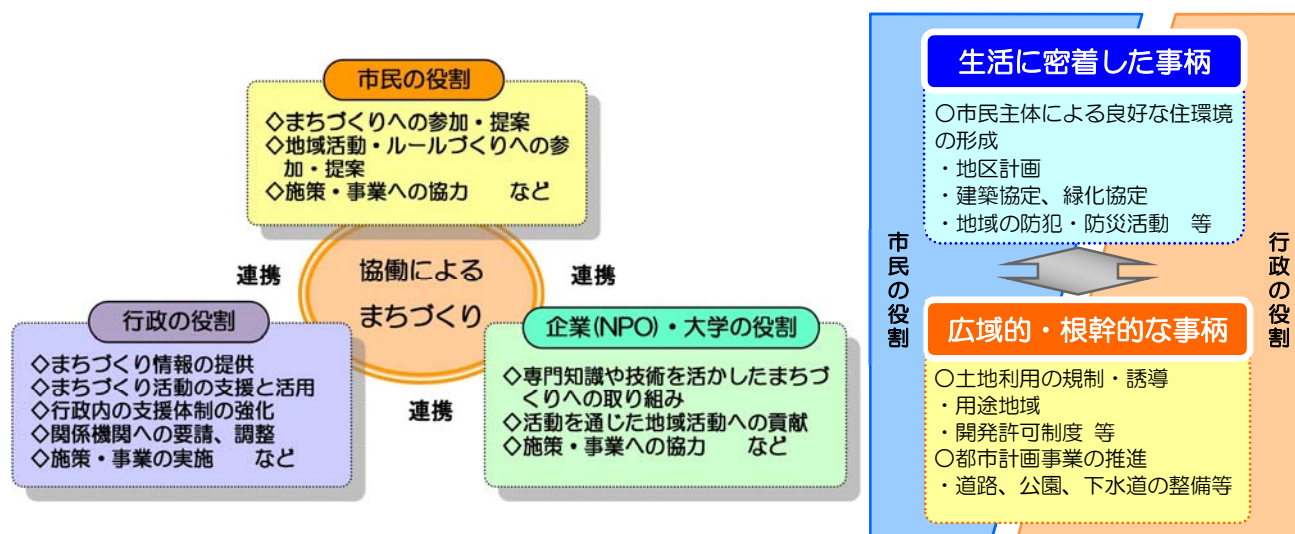 市民の役割
◇まちづくりへの参加・提案
◇地域活動・ルールづくりへの参
加・提案
◇施策・事業への協力　など
連携
協働による
まちづくり
連携
行政の役割
◇まちづくり情報の提供
◇まちづくり活動の支援と活用
◇行政内の支援体制の強化
◇関係機関への要請、調整
◇施策・事業の実施　など
連携
企業(NPO)・大学の役割
◇専門知識や技術を活かしたまちづ
くりへの取り組み
◇活動を通じた地域活動への貢献
◇施策・事業への協力　など
市民の役割
生活に密着した事柄
〇市民主体による良好な住環境
の形成
・地区計画
・建築協定、緑化協定
・地域の防犯・防災活動　等
広域的・根幹的な事柄
〇土地利用の規制・誘導
・用途地域
・開発許可制度 等
〇都市計画事業の推進
・道路、公園、下水道の整備等
行政の役割